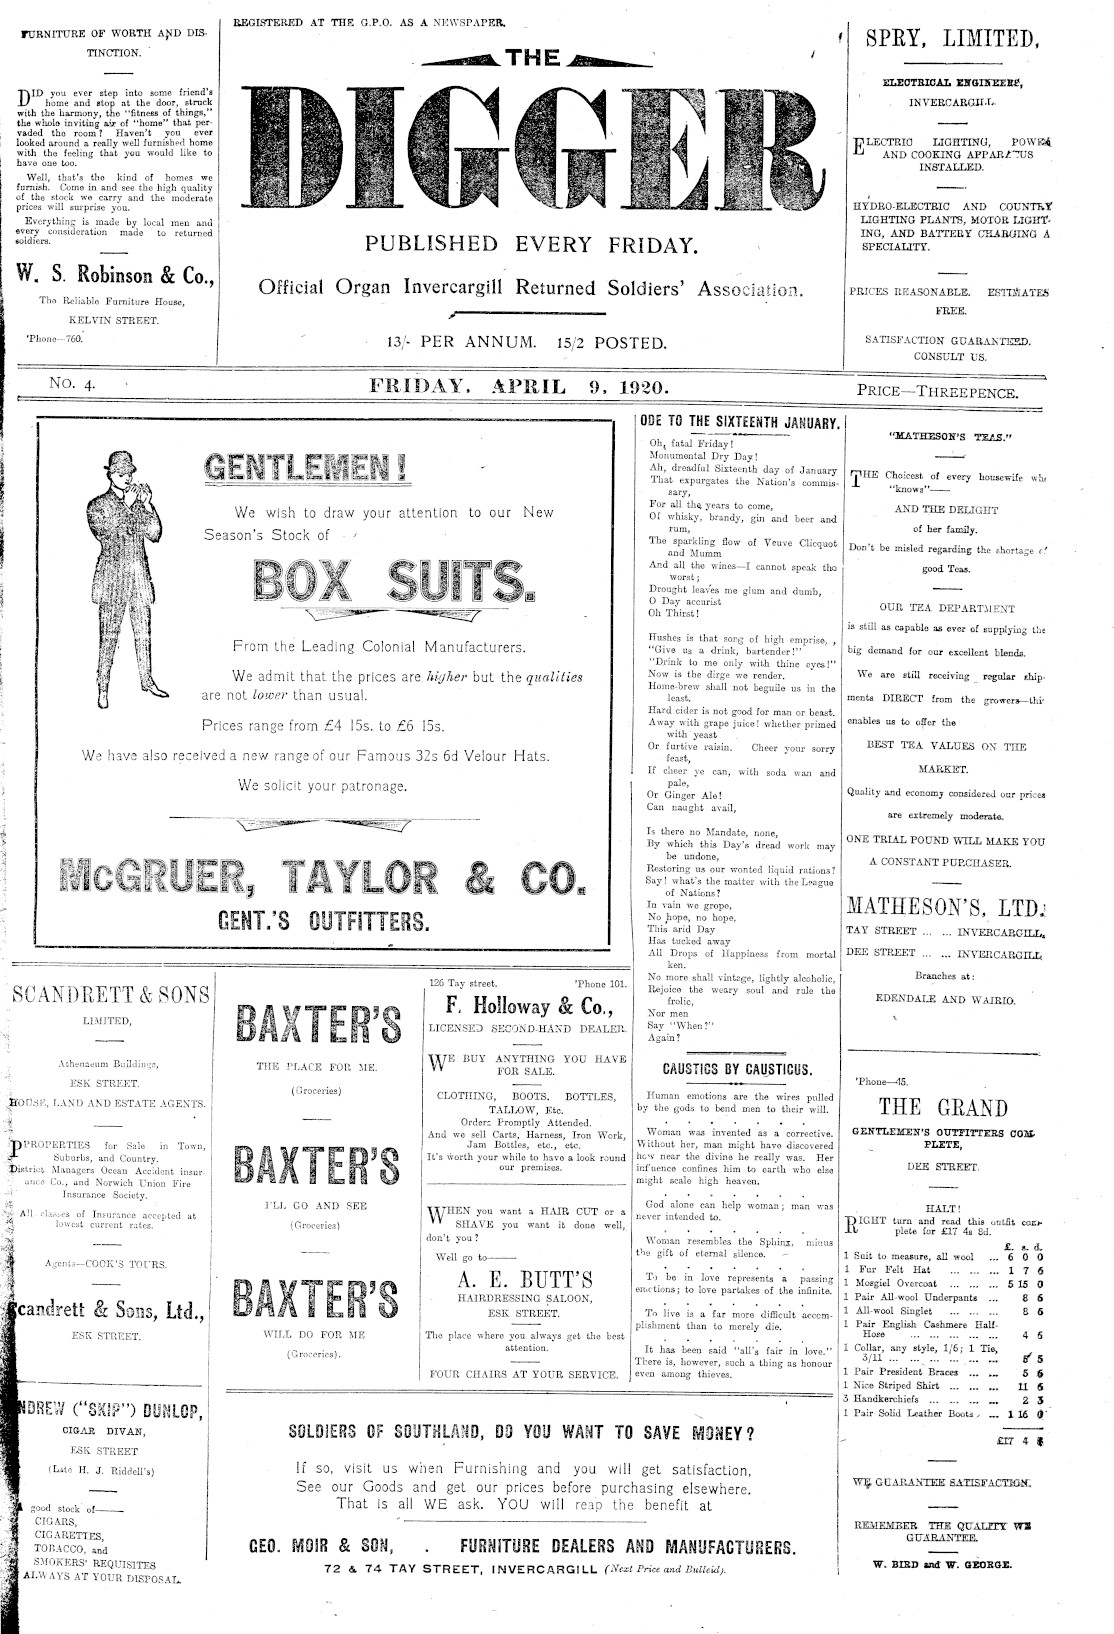 FURNITURE OF WORTH AND DIS-
TINCTION.
DID you ever step into some friend's
home and stop at the door, struck
with the harmony, the "fitness of things,"
the whole inviting air of "home" that per-
vaded the room? Haven't you ever
looked around a really well furnished home
with the feeling that you would like to
have one too.
Well, that's the kind of homes we
furnish. Come in and see the high quality
of the stock we carry and the moderate
prices will surprise you.
Everything is made by local men and
every consideration made to returned
soldiers.
W. S. Robinson & Co.,
The Reliable Furniture House,
KELVIN STREET.
'Phone—760.
REGISTERED AT THE G.P.O. AS A NEWSPAPER.
THE
DIGGER
PUBLISHED EVERY FRIDAY.
Official Organ Invercargill Returned Soldiers' Association.
13/- PER ANNUM. 15/2 POSTED.
SPRY, LIMITED,
ELECTRICAL ENGINEERS,
INVERCARGILL.
ELECTRIC LIGHTING, POWER
AND COOKING APPARATUS
INSTALLED.
HYDRO-ELECTRIC AND COUNTRY
LIGHTING PLANTS, MOTOR LIGHT-
ING, AND BATTERY CHARGING A
SPECIALITY.
PRICES REASONABLE. ESTIMATES
FREE.
SATISFACTION GUARANTEED.
CONSULT US.
No. 4.
FRIDAY, APRIL 9, 1920.
PRICE—THREEPENCE.
GENTLEMEN!
We wish to draw your attention to our New
Season's Stock of
BOX SUITS.
From the Leading Colonial Manufacturers.
We admit that the prices are higher but the qualities
are not lower than usual.
Prices range from £4 15s. to £6 15s.
We have also received a new range of our Famous 32s 6d Velour Hats.
We solicit your patronage.
McGRUER, TAYLOR & CO.
GENT.'S OUTFITTERS.
ODE TO THE SIXTEENTH JANUARY.
Oh, fatal Friday!
Monumental Dry Day!
Ah, dreadful Sixteenth day of January
That expurgates the Nation's commis-
sary,
For all the years to come,
Of whisky, brandy, gin and beer and
rum,
The sparkling flow of Veuve Clicquot
and Mumm
And all the wines—I cannot speak the
worst;
Drought leaves me glum and dumb,
O Day accurist
Oh Thirst!
Hushes is that song of high emprise,
"Give us a drink, bartender!"
"Drink to me only with thine eyes!"
Now is the dirge we render.
Home-brew shall not beguile us in the
least.
Hard cider is not good for man or beast.
Away with grape juice! whether primed
with yeast
Or furtive raisin. Cheer your sorry
feast,
If cheer ye can, with soda wan and
pale,
Or Ginger Ale!
Can naught avail,
Is there no Mandate, none,
By which this Day's dread work may
be undone,
Restoring us our wonted liquid rations?
Say! what's the matter with the League
of Nations?
In vain we grope,
No hope, no hope,
This arid Day
Has tucked away
All Drops of Happiness from mortal
ken.
No more shall vintage, lightly alcoholic,
Rejoice the weary soul and rule the
frolic,
Nor men
Say "When?"
Again?
CAUSTICS BY CAUSTICUS.
Human emotions are the wires pulled
by the gods to bend men to their will.
Woman was invented as a corrective.
Without her, man might have discovered
how near the divine he really was. Her
influence confines him to earth who else
might scale high heaven.
God alone can help woman; man was
never intended to.
Woman resembles the Sphinx, minus
the gift of eternal silence.
To be in love represents a passing
emotions; to love partakes of the infinite.
To live is a far more difficult accom-
plishment than to merely die.
It has been said "all's fair in love."
There is, however, such a thing as honour
even among thieves.
"MATHESON'S TEAS."
THE Choicest of every housewife who
"knows"——
AND THE DELIGHT
of her family.
Don't be misled regarding the shortage of
good Teas.
OUR TEA DEPARTMENT
is still as capable as ever of supplying the
big demand for our excellent blends.
We are still receiving regular ship-
ments DIRECT from the growers—thi
enables us to offer the
BEST TEA VALUES ON THE
MARKET.
Quality and economy considered our prices
are extremely moderate.
ONE TRIAL POUND WILL MAKE YOU
A CONSTANT PURCHASER.
MATHESON'S, LTD.
TAY STREET ... ... INVERCARGILL.
DEE STREET ... ... INVERCARGILL
Branches at:
EDENDALE AND WAIRIO.
SCANDRETT & SONS
LIMITED,
Athenaeum Buildings,
ESK STREET.
HOUSE, LAND AND ESTATE AGENTS.
PROPERTIES for Sale in Town,
Suburbs, and Country.
District Managers Ocean Accident insur
ance Co., and Norwich Union Fire
Insurance Society.
All classes of Insurance accepted at
lowest current rates.
Agents—COOK'S TOURS.
Scandrett & Sons, Ltd.,
ESK STREET.
NDREW ("SKIP") DUNLOP,
CIGAR DIVAN,
ESK STREET
(Late H. J. Riddell's)
A good stock of——
CIGARS,
CIGARETTES,
TOBACCO, and
SMOKERS' REQUISITES
ALWAYS AT YOUR DISPOSAL.
BAXTER'S
THE PLACE FOR ME.
(Groceries)
BAXTER'S
I'LL GO AND SEE
(Groceries)
BAXTER'S
WILL DO FOR ME
(Groceries).
126 Tay street. 'Phone 101.
F. Holloway & Co.,
LICENSED SECOND-HAND DEALER.
WE BUY ANYTHING YOU HAVE
FOR SALE.
CLOTHING, BOOTS, BOTTLES,
TALLOW, Etc.
Orders Promptly Attended.
And we sell Carts, Harness, Iron Work,
Jam Bottles, etc., etc.
It's worth your while to have a look round
our premises.
WHEN you want a HAIR CUT or a
SHAVE you want it done well,
don't you?
Well go to——
A. E. BUTT'S
HAIRDRESSING SALOON,
ESK STREET.
The place where you always get the best
attention.
FOUR CHAIRS AT YOUR SERVICE.
SOLDIERS OF SOUTHLAND, DO YOU WANT TO SAVE MONEY?
If so, visit us when Furnishing and you will get satisfaction,
See our Goods and get our prices before purchasing elsewhere.
That is all WE ask. YOU will reap the benefit at
GEO. MOIR & SON, . FURNITURE DEALERS AND MANUFACTURERS.
72 & 74 TAY STREET, INVERCARGILL (Next Price and Bulleid).
'Phone—45.
THE GRAND
GENTLEMEN'S OUTFITTERS COM
PLETE,
DEE STREET.
HALT!
RIGHT turn and read this outfit com-
plete for £17 4s 8d.
£. s. d.
1 Suit to measure, all wool ... 6 0 0
1 Fur Felt Hat ... ... ... 1 7 6
1 Mosgiel Overcoat ... ... ... 5 15 0
1 Pair All-wool Underpants ... 8 6
1 All-wool Singlet ... ... ... 8 6
1 Pair English Cashmere Half-
Hose ... ... ... ... ... 4 6
1 Collar, any style, 1/6; 1 Tie,
3/11 ... ... ... ... ... ... 5 5
1 Pair President Braces ... ... 5 6
1 Nice Striped Shirt ... ... ... 11 6
3 Handkerchiefs ... ... ... ... 2 3
1 Pair Solid Leather Boots ... 1 16 0
£17 4
WE GUARANTEE SATISFACTION.
REMEMBER THE QUALITY WE
GUARANTEE.
W. BIRD and W. GEORGE.